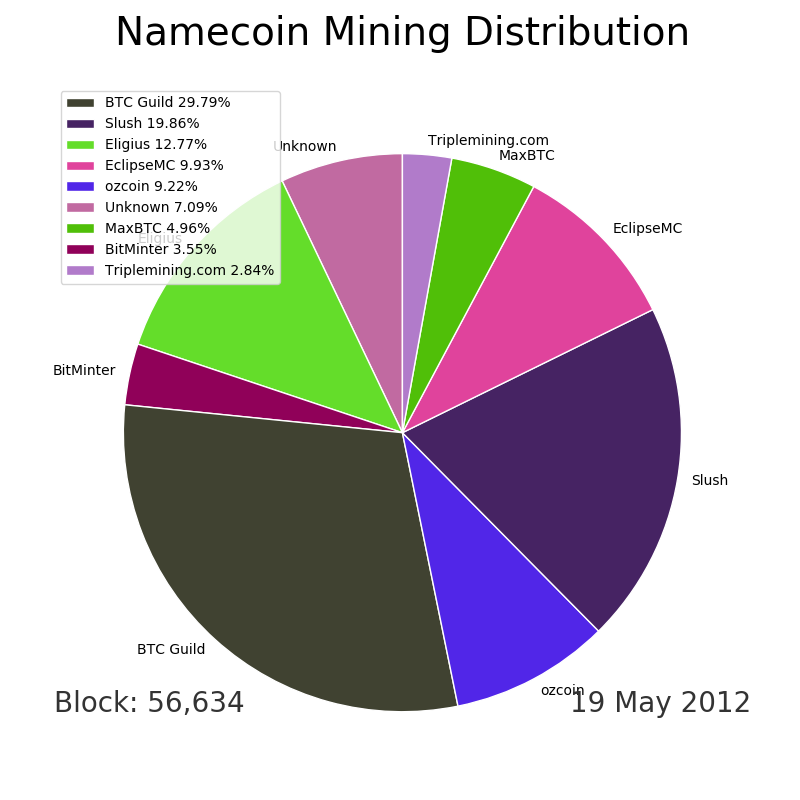 Namecoin Mining Distribution
BTC Guild 29.79%
Slush 19.86%
Eligius 12.77%
EclipseMC 9.93%
ozcoin 9.22%
Unknown 7.09%
MaxBTC 4.96%
BitMinter 3.55%
Triplemining.com 2.84%
Triplemining.com
Unknown
MaxBTC
EclipseMC
Eligius
BitMinter
Slush
BTC Guild
ozcoin
Block: 56,634
19 May 2012